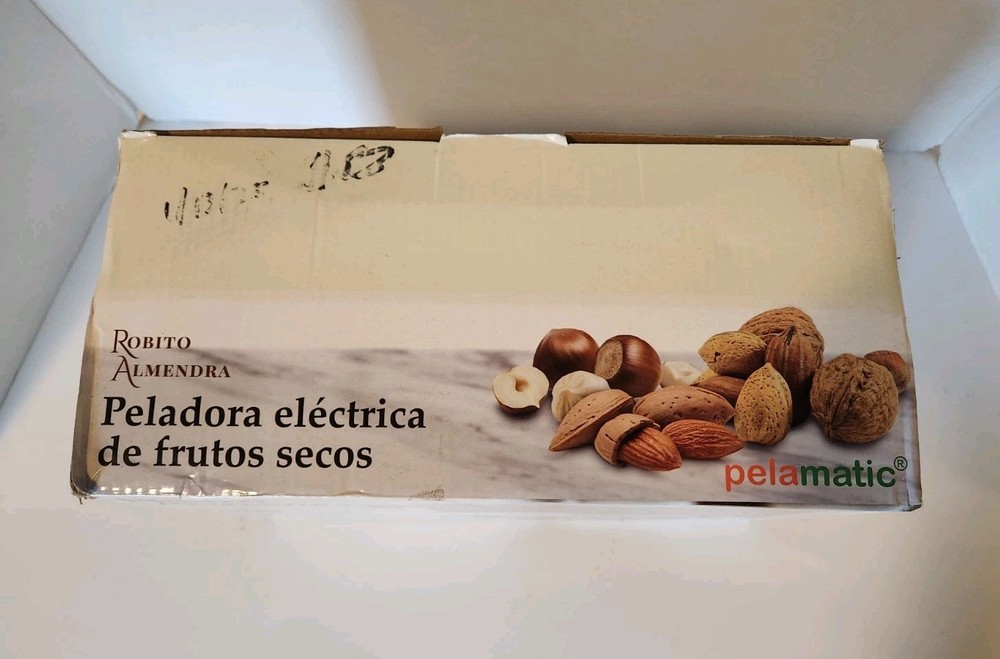 ROBITO
ALMENDRA
Peladora eléctrica
de frutos secos
pelamatic®